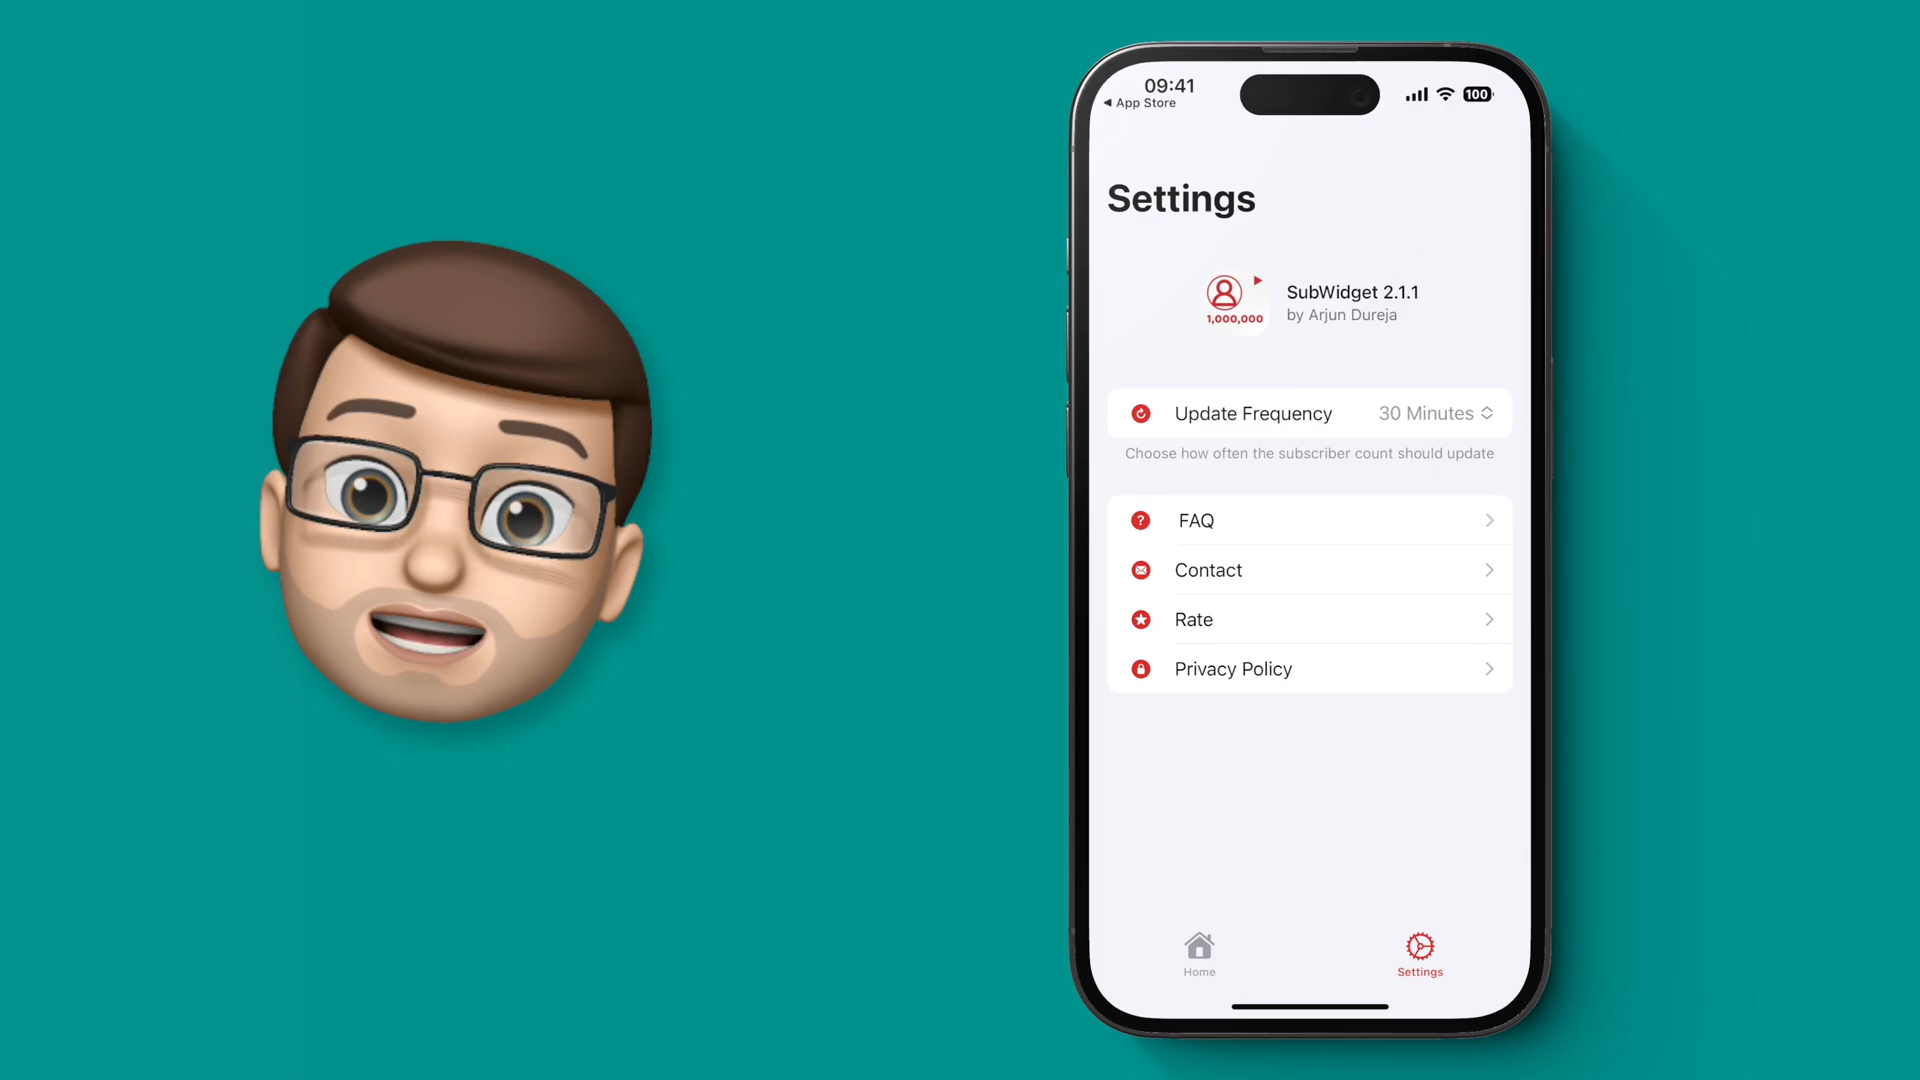 09:41
◀ App Store
100
Settings
1,000,000
SubWidget 2.1.1
by Arjun Dureja
Update Frequency 30 Minutes
Choose how often the subscriber count should update
FAQ
Contact
Rate
Privacy Policy
Home
Settings